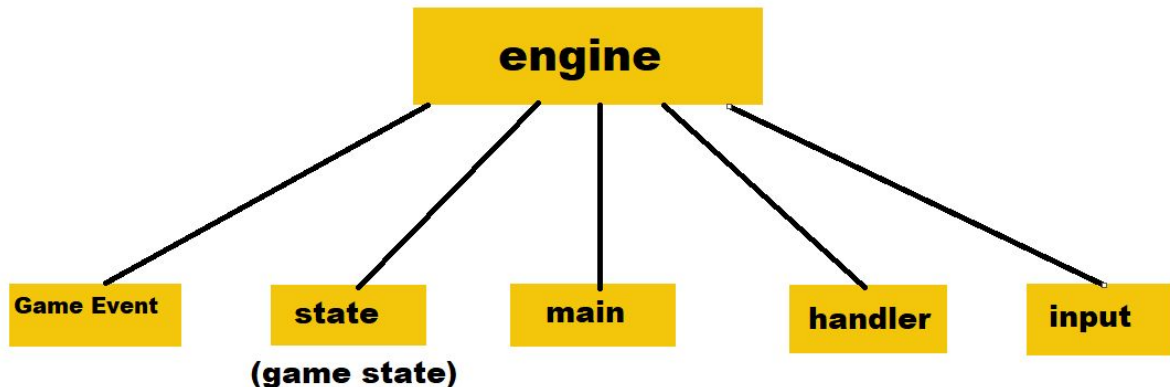 engine
Game Event
state
main
handler
input
(game state)